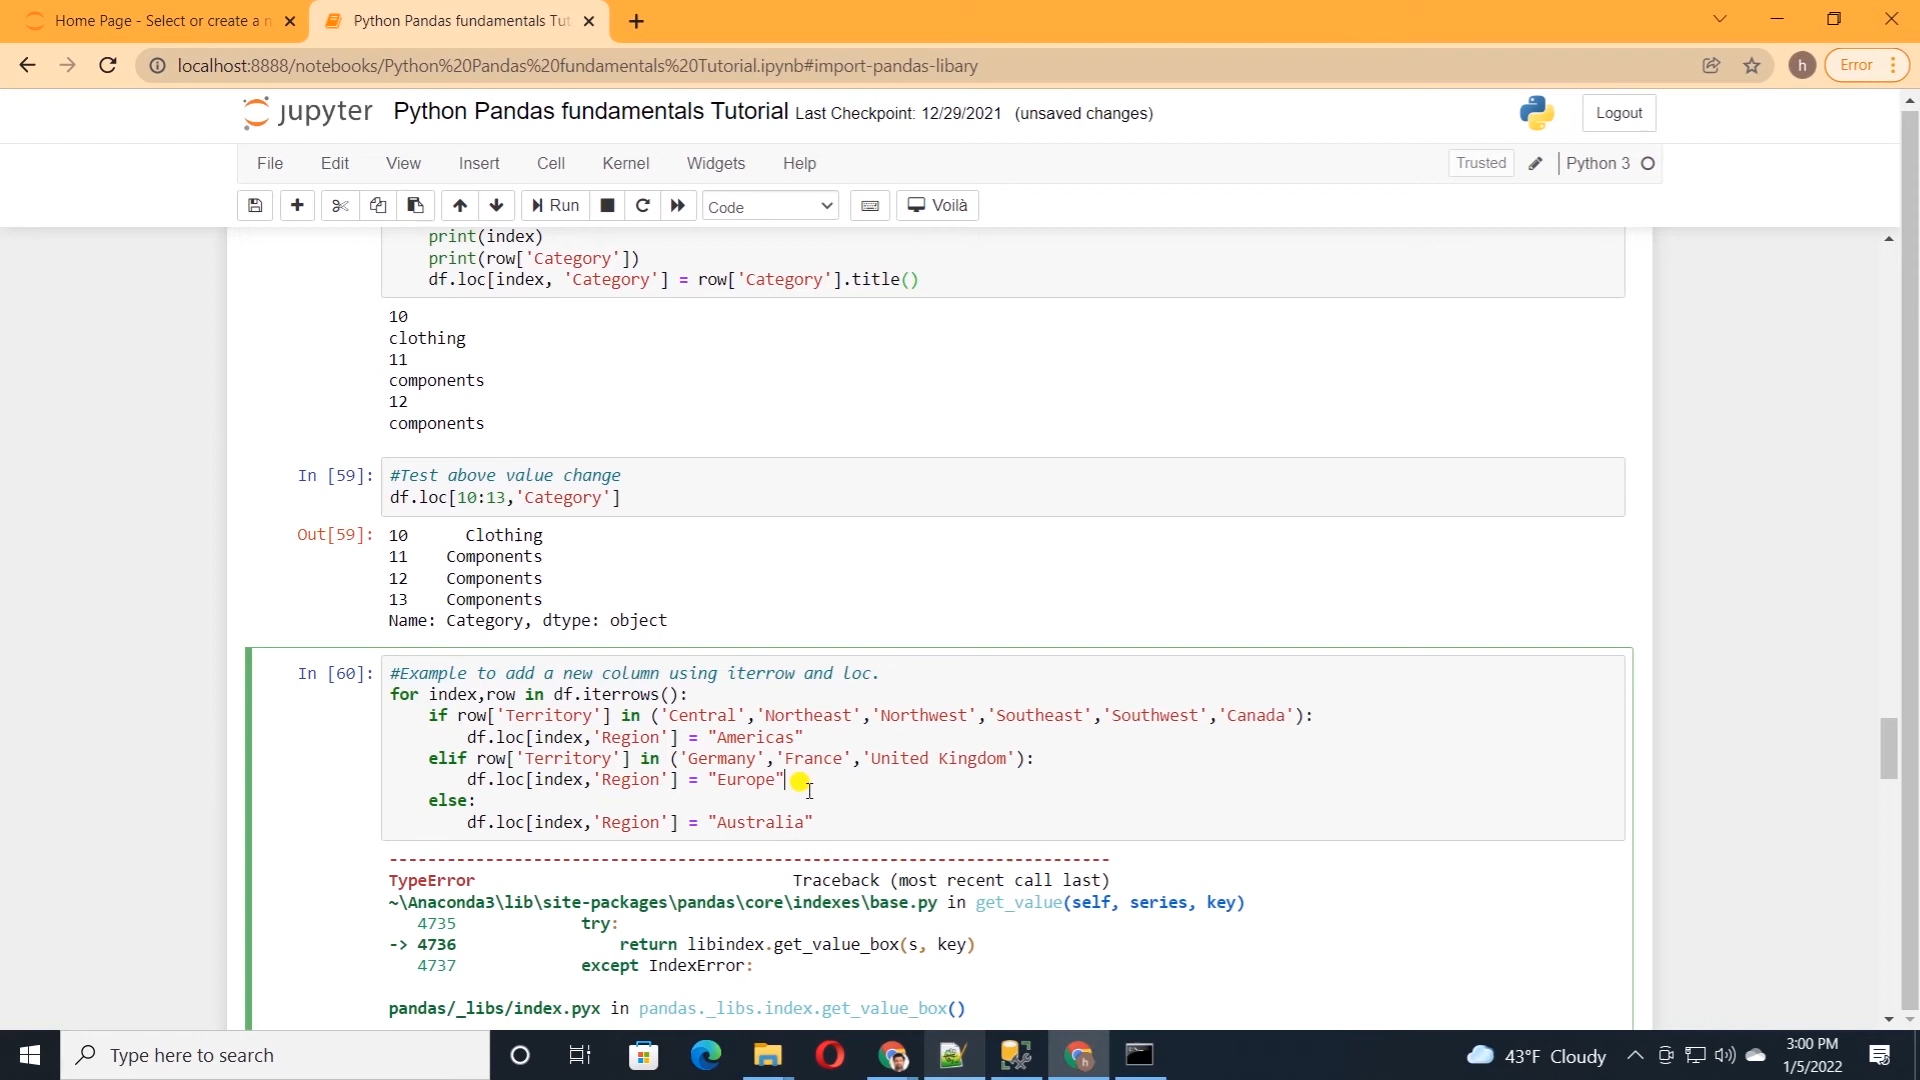 Home Page - Select or create a n
Python Pandas fundamentals Tut
localhost:8888/notebooks/Python%20Pandas%20fundamentals%20Tutorial.ipynb#import-pandas-libary
h
Error
jupyter Python Pandas fundamentals Tutorial Last Checkpoint: 12/29/2021 (unsaved changes)
Logout
File Edit View Insert Cell Kernel Widgets Help
Trusted
Python 3
Run
Code
Voilà
print(index)
print(row['Category'])
df.loc[index, 'Category'] = row['Category'].title()
10
clothing
11
components
12
components
In [59]: #Test above value change
df.loc[10:13,'Category']
Out[59]: 10 Clothing
11 Components
12 Components
13 Components
Name: Category, dtype: object
In [60]: #Example to add a new column using iterrow and loc.
for index,row in df.iterrows():
if row['Territory'] in ('Central','Northeast','Northwest','Southeast','Southwest','Canada'):
df.loc[index,'Region'] = "Americas"
elif row['Territory'] in ('Germany','France','United Kingdom'):
df.loc[index,'Region'] = "Europe"
else:
df.loc[index,'Region'] = "Australia"
---------------------------------------------------------------------------
TypeError Traceback (most recent call last)
~\Anaconda3\lib\site-packages\pandas\core\indexes\base.py in get_value(self, series, key)
4735 try:
-> 4736 return libindex.get_value_box(s, key)
4737 except IndexError:
pandas/_libs/index.pyx in pandas._libs.index.get_value_box()
Type here to search
43°F Cloudy
3:00 PM
1/5/2022